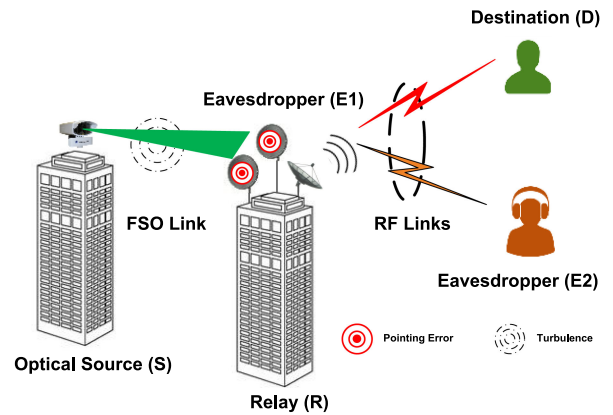 Destination (D)
Eavesdropper (E1)
FSO Link
RF Links
Eavesdropper (E2)
Optical Source (S)
Pointing Error
Turbulence
Relay (R)